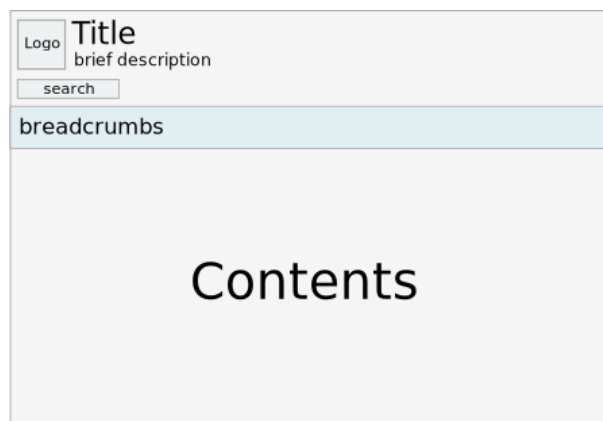 Logo
Title
brief description
search
breadcrumbs
Contents